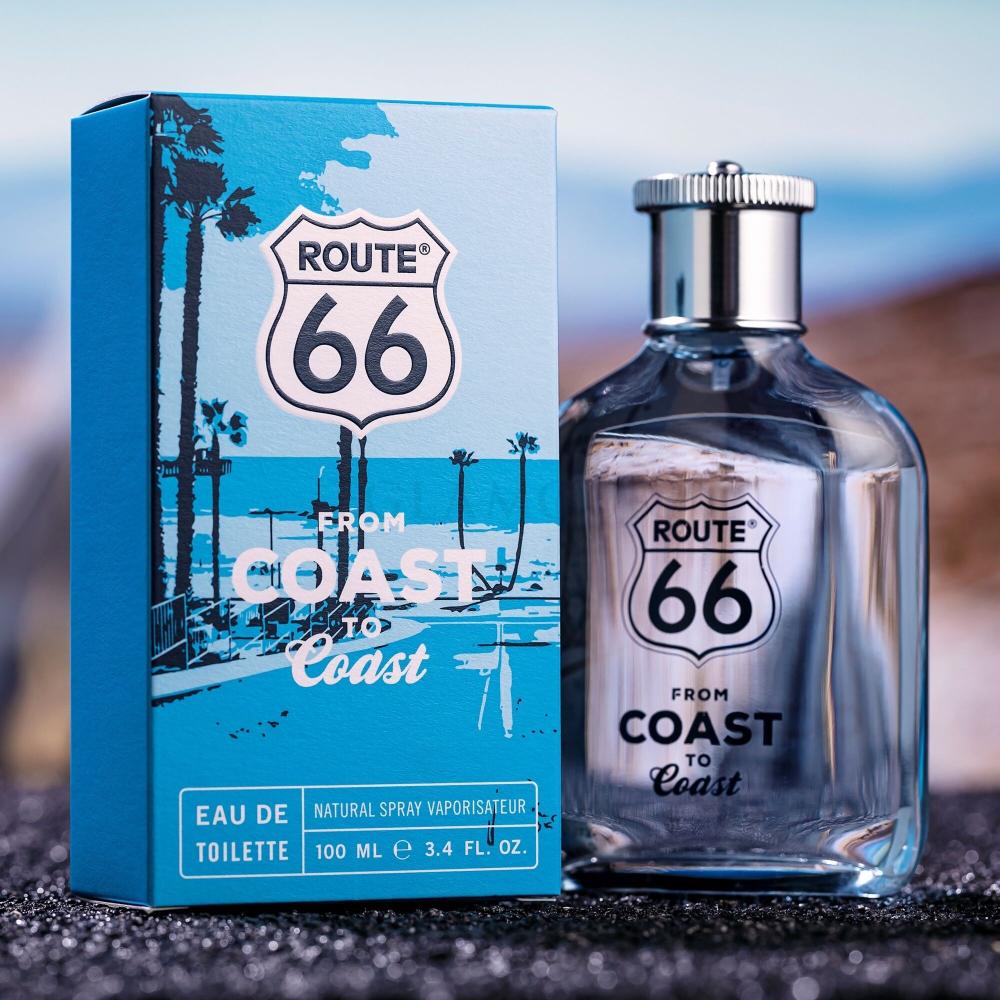 ROUTE®
66
FROM
COAST
TO
Coast
EAU DE
TOILETTE
NATURAL SPRAY VAPORISATEUR
100 ML ℮ 3.4 FL. OZ.
ROUTE®
66
FROM
COAST
TO
Coast